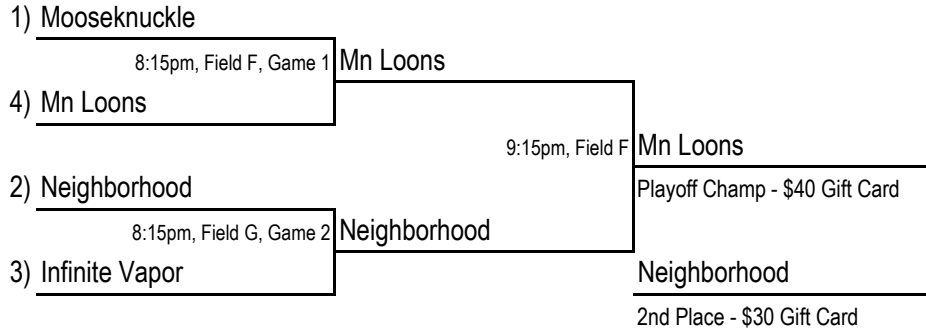 1) Mooseknuckle
8:15pm, Field F, Game 1
Mn Loons
4) Mn Loons
9:15pm, Field F
Mn Loons
Playoff Champ - $40 Gift Card
2) Neighborhood
8:15pm, Field G, Game 2
Neighborhood
3) Infinite Vapor
Neighborhood
2nd Place - $30 Gift Card